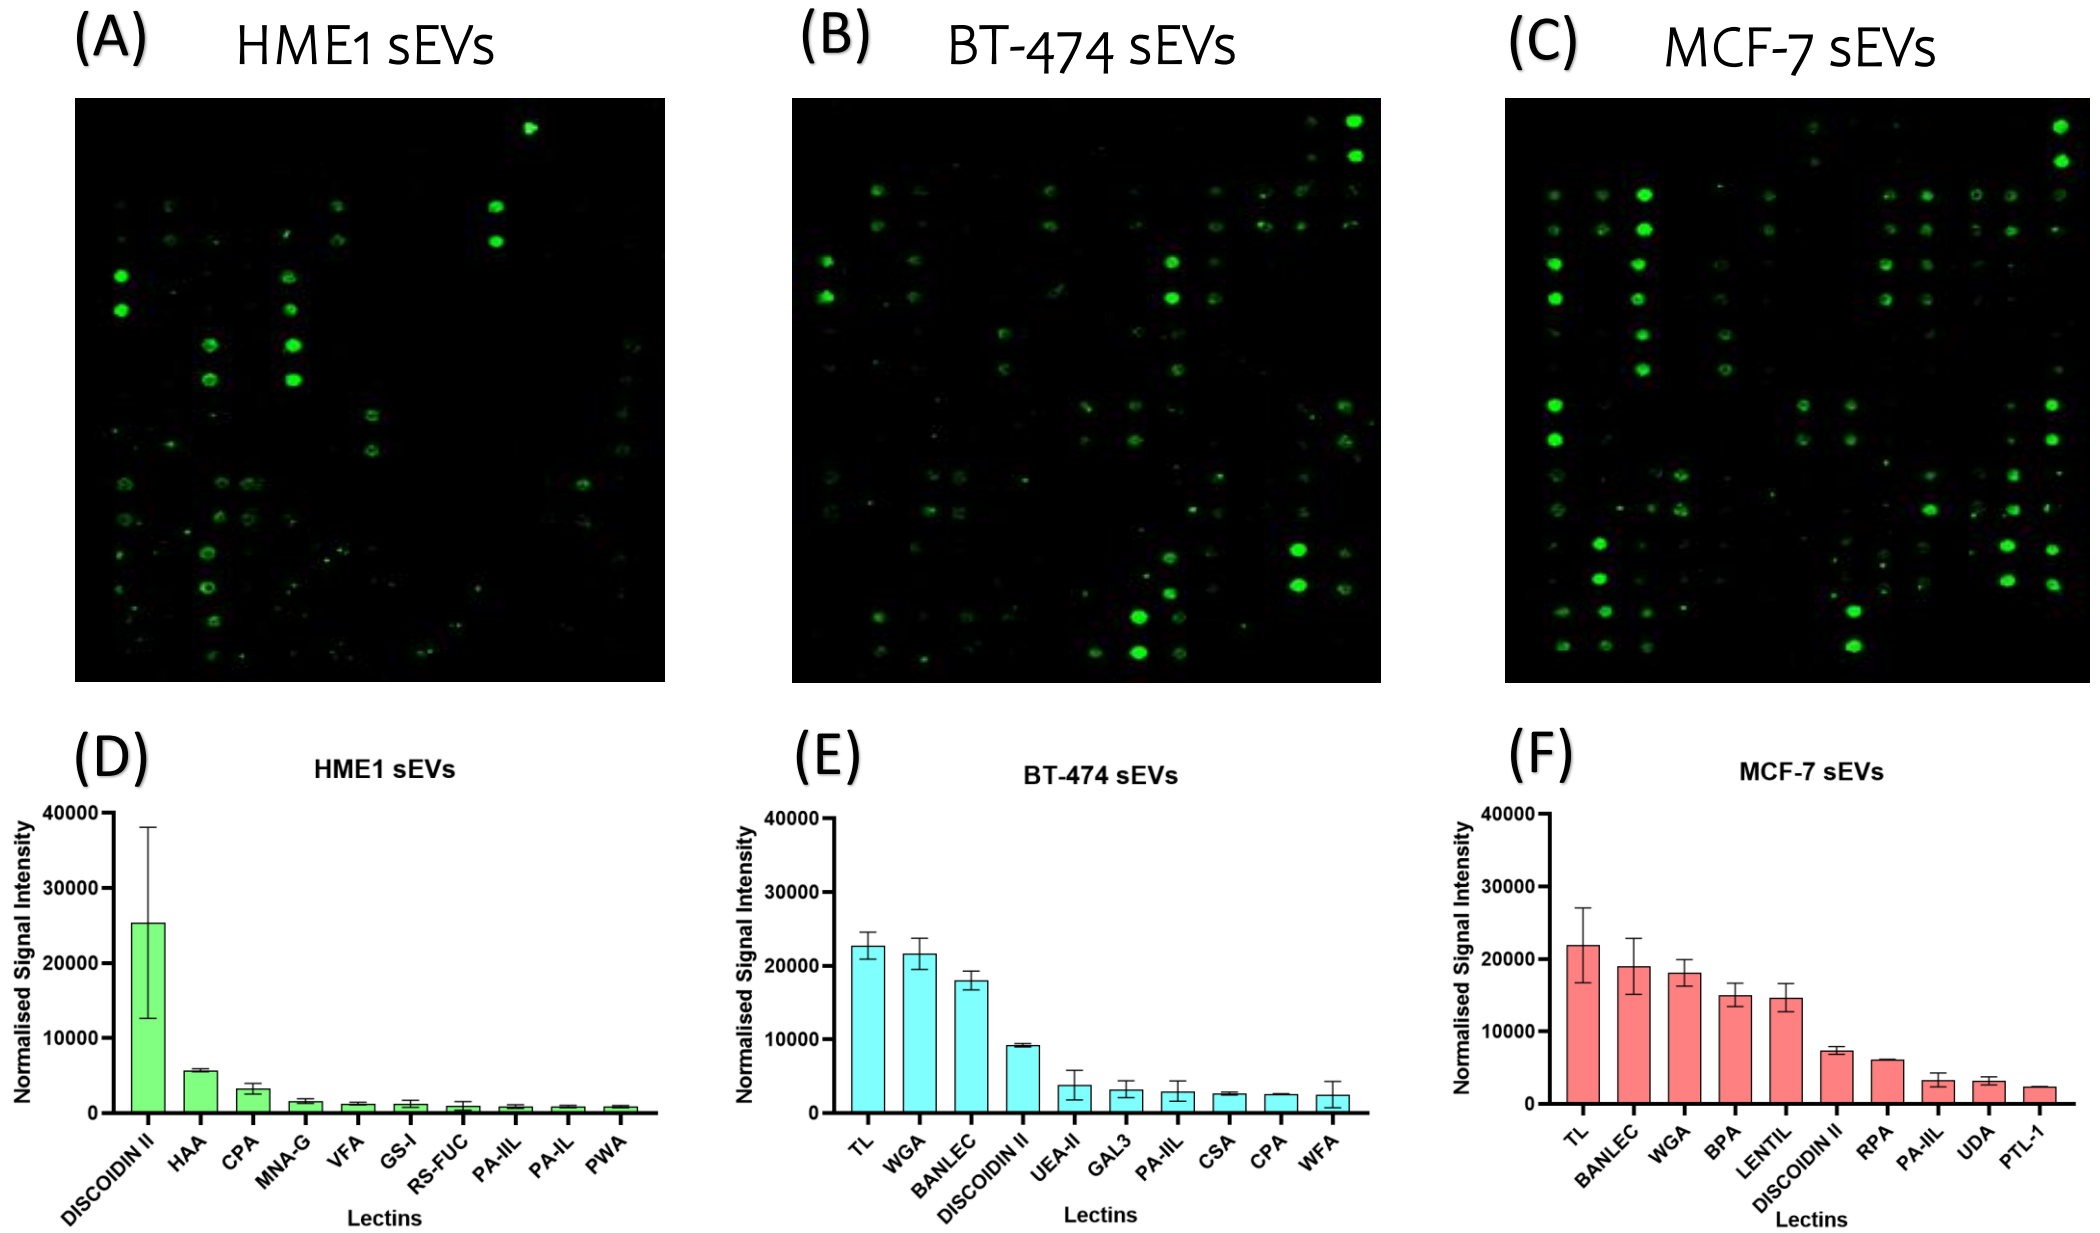 (A) HME1 sEVs
(B) BT-474 sEVs
(C) MCF-7 sEVs
(D) HME1 sEVs
Normalised Signal Intensity
40000
30000
20000
10000
0
DISCOIDIN II
HAA
CPA
MNA-G
VFA
GS-I
RS-FUC
PA-IIL
PA-IL
PWA
Lectins
(E) BT-474 sEVs
Normalised Signal Intensity
40000
30000
20000
10000
0
TL
WGA
BANLEC
DISCOIDIN II
UEA-II
GAL3
PA-IIL
CSA
CPA
WFA
Lectins
(F) MCF-7 sEVs
Normalised Signal Intensity
40000
30000
20000
10000
0
TL
BANLEC
WGA
BPA
LENTIL
DISCOIDIN II
RPA
PA-IIL
UDA
PTL-1
Lectins